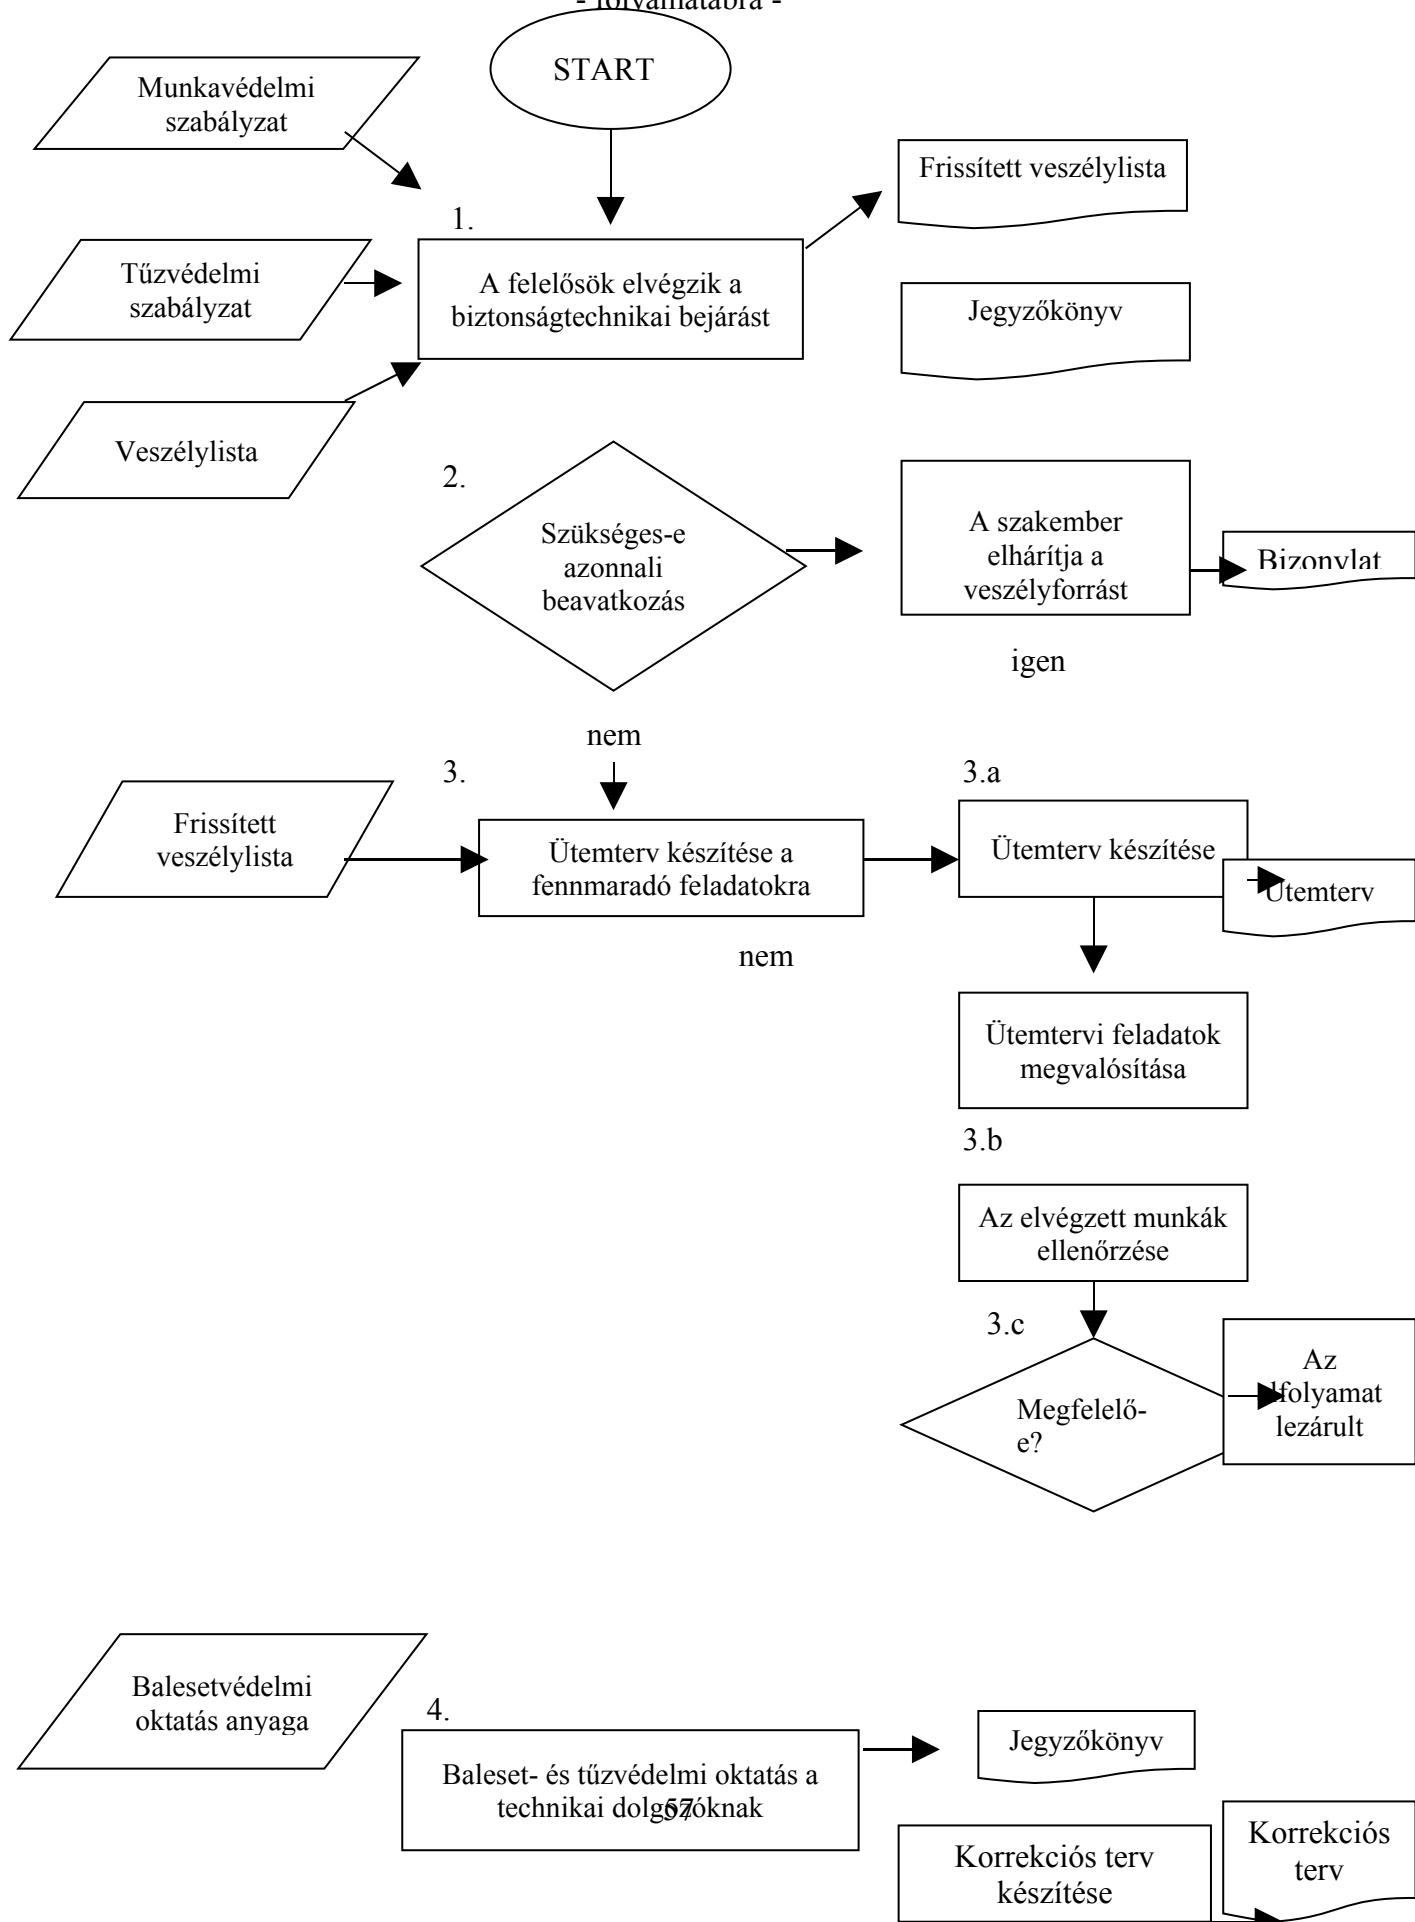 - folyamatábra -
START
Munkavédelmi
szabályzat
Frissített veszélylista
1.
Tűzvédelmi
szabályzat
A felelősök elvégzik a
biztonságtechnikai bejárást
Jegyzőkönyv
Veszélylista
2.
Szükséges-e
azonnali
beavatkozás
A szakember
elhárítja a
veszélyforrást
Bizonylat
igen
nem
3.
3.a
Frissített
veszélylista
Ütemterv készítése a
fennmaradó feladatokra
Ütemterv készítése
Ütemterv
nem
Ütemtervi feladatok
megvalósítása
3.b
Az elvégzett munkák
ellenőrzése
3.c
Megfelelő-
e?
Az
alfolyamat
lezárult
Balesetvédelmi
oktatás anyaga
4.
Baleset- és tűzvédelmi oktatás a
technikai dolgozóknak
57
Jegyzőkönyv
Korrekciós terv
készítése
Korrekciós
terv